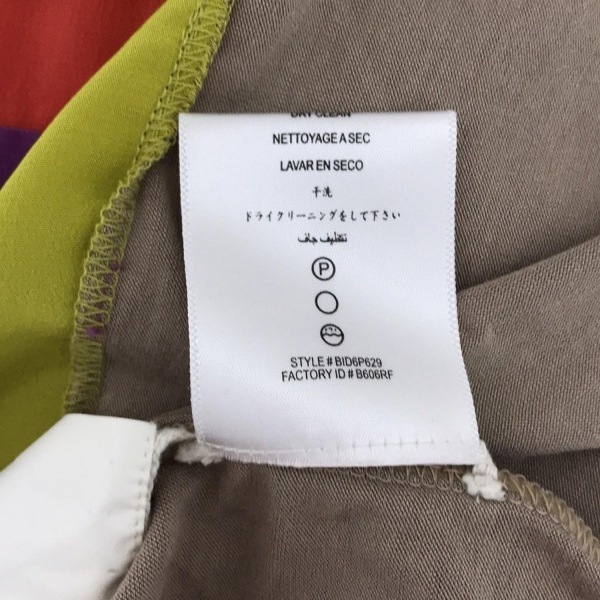 DRY CLEAN
NETTOYAGE A SEC
LAVAR EN SECO
干洗
ドライクリーニングをして下さい
تنظيف جاف
P
STYLE # BID6P629
FACTORY ID # B606RF